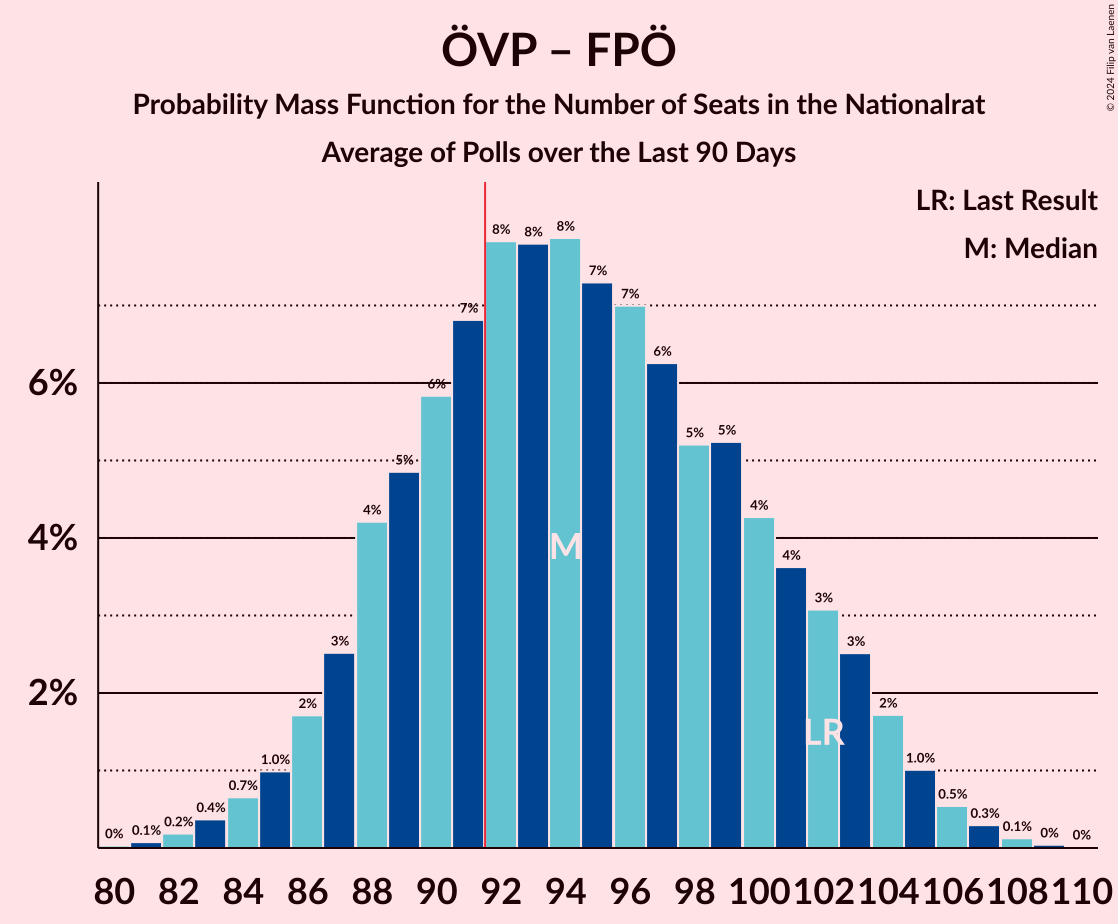 ÖVP – FPÖ
Probability Mass Function for the Number of Seats in the Nationalrat
Average of Polls over the Last 90 Days
© 2024 Filip van Laenen
LR: Last Result
M: Median
8% 8% 8%
7% 7%
7%
6%
6%
6%
5% 5%
5%
4% 4%
4%
4%
M
3%
3% 3%
2%
2% 2%
LR
1.0% 1.0%
0.7% 0.5%
0.4% 0.3%
0% 0.1% 0.2% 0.1% 0% 0%
80 82 84 86 88 90 92 94 96 98 100 102 104 106 108 110